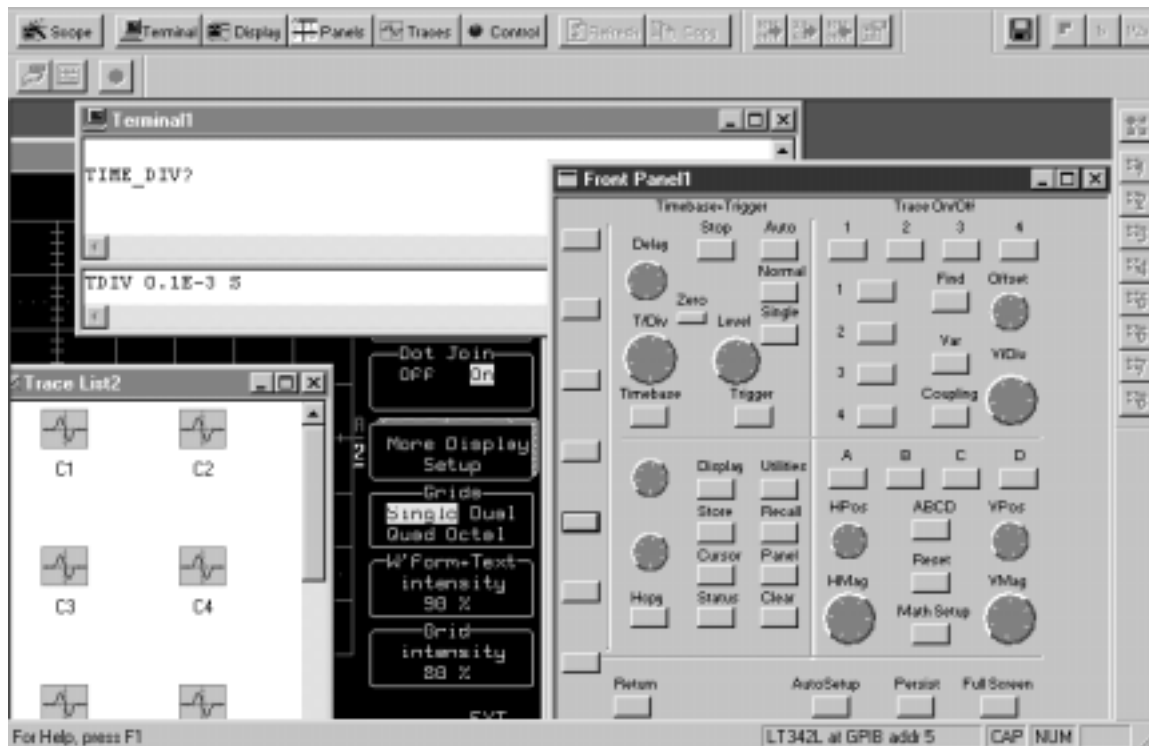 Scope Terminal Display Panels Traces Control Refresh Copy
Terminal1
TIME_DIV?
TDIV 0.1E-3 S
Front Panel1
Timebase+Trigger
Trace On/Off
Stop Auto 1 2 3 4
Delay
Normal
Find Offset
1
Zero
Single
T/Div Level
2
Var V/Div
3
Timebase Trigger
Coupling
4
Display Utilities
A B C D
Store Recall
HPos ABCD VPos
Cursor Panel
Reset
HMag VMag
Hopy Status Clear
Math Setup
Return AutoSetup Persist Full Screen
Dot Join
Off On
2
More Display
Setup
Grids
Single Dual
Quad Octal
W'form+Text
intensity
90 %
Grid
intensity
80 %
EXT
Trace List2
C1 C2
C3 C4
For Help, press F1
LT342L at GPIB addr 5 CAP NUM